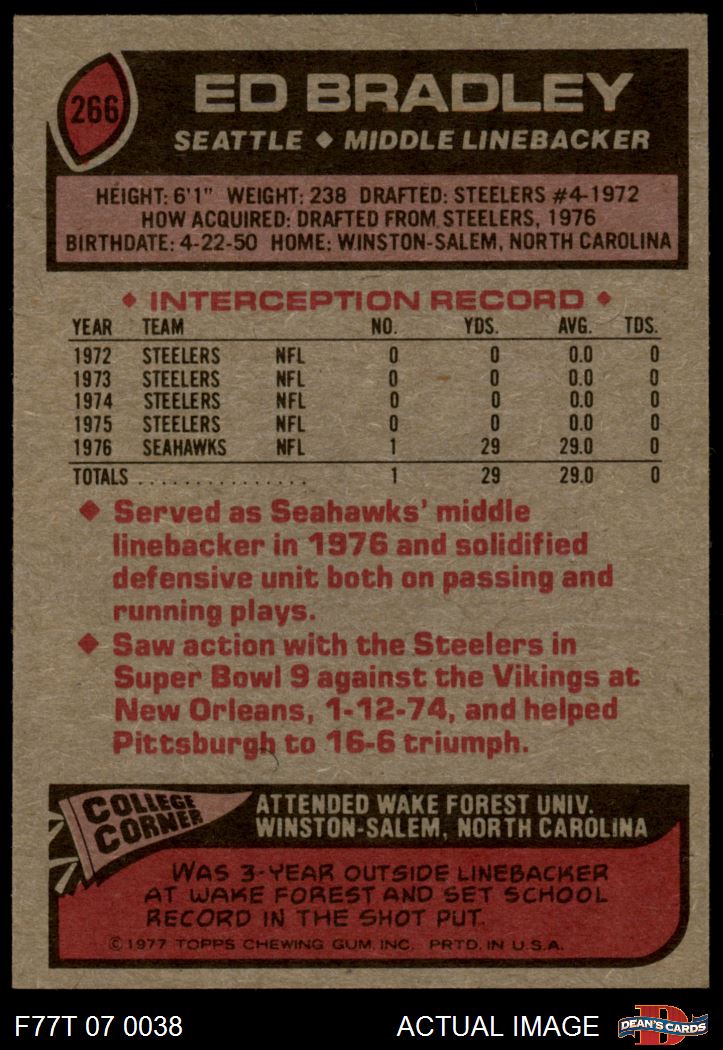 266
ED BRADLEY
SEATTLE ◆ MIDDLE LINEBACKER
HEIGHT: 6'1" WEIGHT: 238 DRAFTED: STEELERS #4-1972
HOW ACQUIRED: DRAFTED FROM STEELERS, 1976
BIRTHDATE: 4-22-50 HOME: WINSTON-SALEM, NORTH CAROLINA
◆ INTERCEPTION RECORD ◆
YEAR TEAM NO. YDS. AVG. TDS.
1972 STEELERS NFL 0 0 0.0 0
1973 STEELERS NFL 0 0 0.0 0
1974 STEELERS NFL 0 0 0.0 0
1975 STEELERS NFL 0 0 0.0 0
1976 SEAHAWKS NFL 1 29 29.0 0
TOTALS . . . . . . . . . . . . . . . 1 29 29.0 0
◆ Served as Seahawks' middle
linebacker in 1976 and solidified
defensive unit both on passing and
running plays.
◆ Saw action with the Steelers in
Super Bowl 9 against the Vikings at
New Orleans, 1-12-74, and helped
Pittsburgh to 16-6 triumph.
COLLEGE
CORNER
ATTENDED WAKE FOREST UNIV.
WINSTON-SALEM, NORTH CAROLINA
WAS 3-YEAR OUTSIDE LINEBACKER
AT WAKE FOREST AND SET SCHOOL
RECORD IN THE SHOT PUT.
© 1977 TOPPS CHEWING GUM, INC. PRTD. IN U.S.A.
F77T 07 0038
ACTUAL IMAGE
D
DEAN'S CARDS